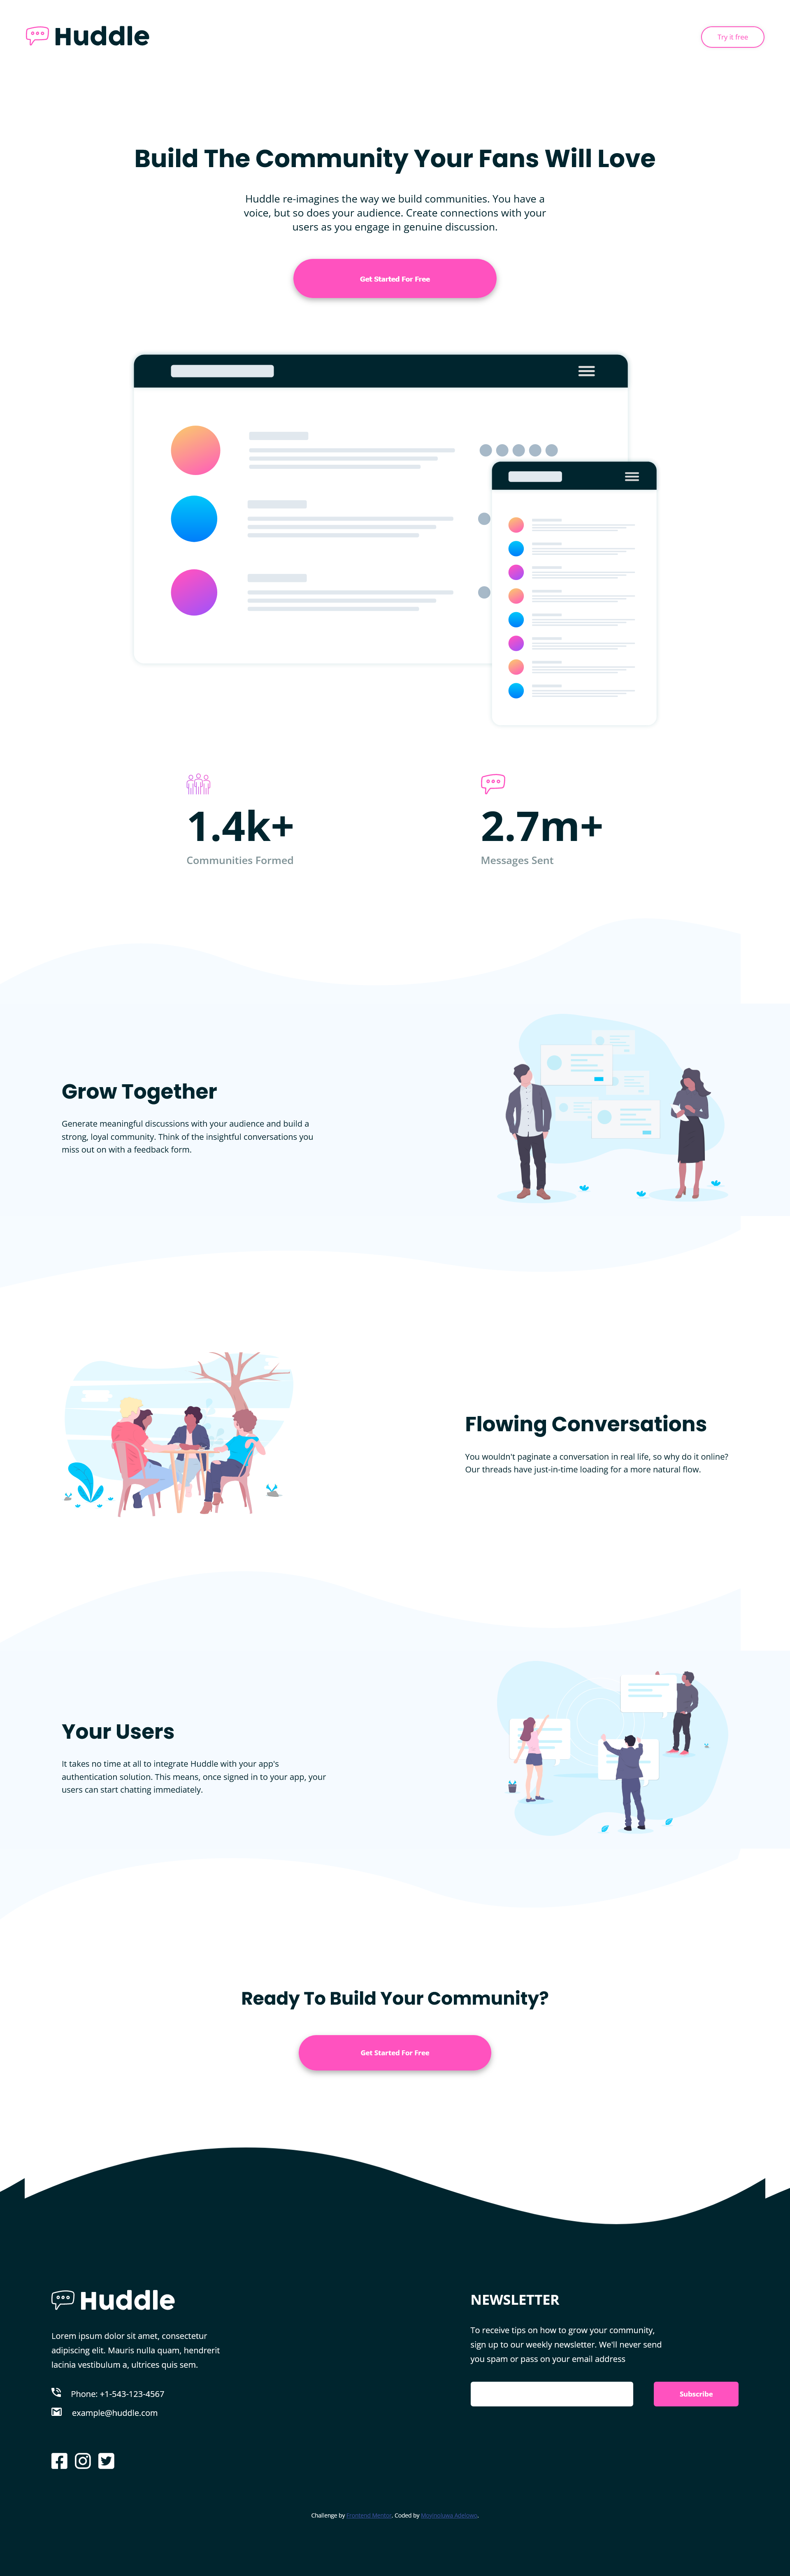 Huddle
Try it free
Build The Community Your Fans Will Love
Huddle re-imagines the way we build communities. You have a
voice, but so does your audience. Create connections with your
users as you engage in genuine discussion.
Get Started For Free
1.4k+
Communities Formed
2.7m+
Messages Sent
Grow Together
Generate meaningful discussions with your audience and build a
strong, loyal community. Think of the insightful conversations you
miss out on with a feedback form.
Flowing Conversations
You wouldn't paginate a conversation in real life, so why do it online?
Our threads have just-in-time loading for a more natural flow.
Your Users
It takes no time at all to integrate Huddle with your app's
authentication solution. This means, once signed in to your app, your
users can start chatting immediately.
Ready To Build Your Community?
Get Started For Free
Huddle
Lorem ipsum dolor sit amet, consectetur
adipiscing elit. Mauris nulla quam, hendrerit
lacinia vestibulum a, ultrices quis sem.
Phone: +1-543-123-4567
example@huddle.com
NEWSLETTER
To receive tips on how to grow your community,
sign up to our weekly newsletter. We'll never send
you spam or pass on your email address
Subscribe
Challenge by Frontend Mentor. Coded by